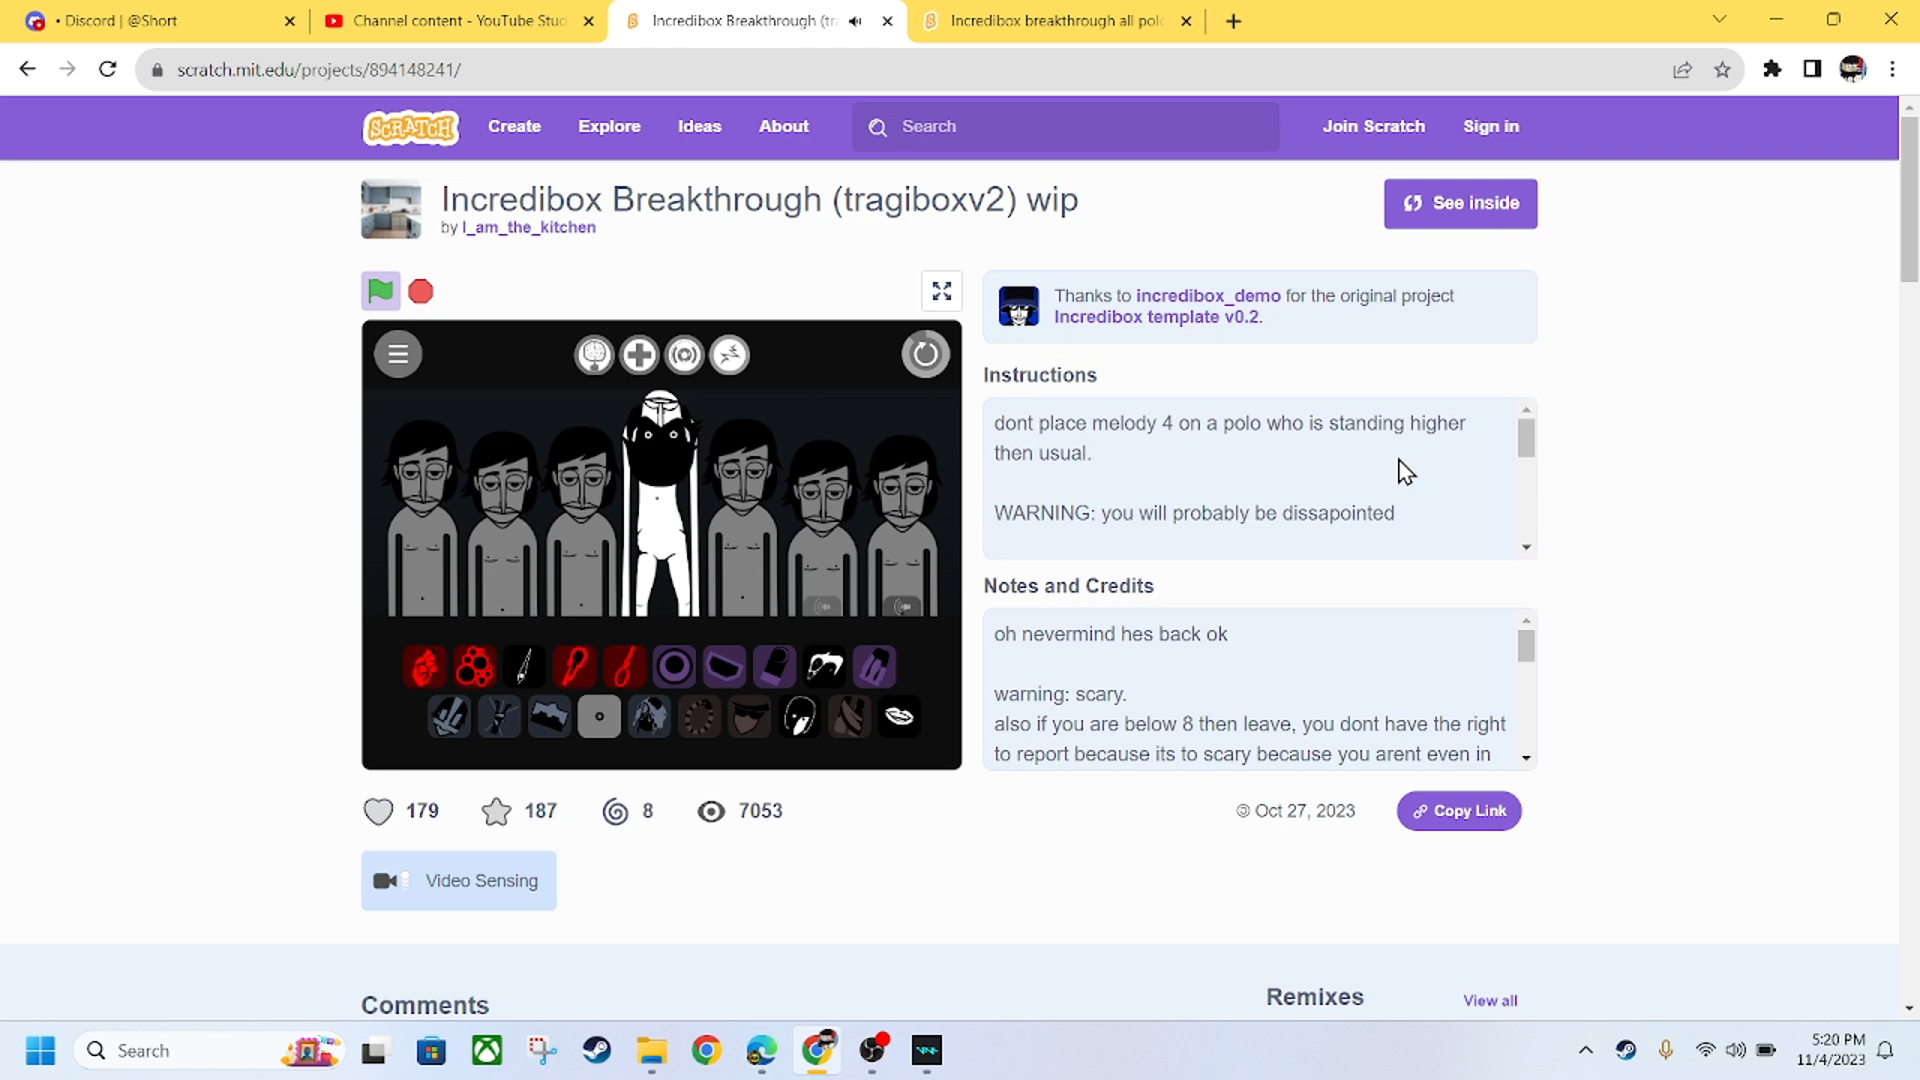 • Discord | @Short
Channel content - YouTube Stud
Incredibox Breakthrough (tr
Incredibox breakthrough all polo
scratch.mit.edu/projects/894148241/
SCRATCH
Create
Explore
Ideas
About
Search
Join Scratch
Sign in
Incredibox Breakthrough (tragiboxv2) wip
by I_am_the_kitchen
See inside
Thanks to incredibox_demo for the original project
Incredibox template v0.2.
Instructions
dont place melody 4 on a polo who is standing higher
then usual.
WARNING: you will probably be dissapointed
Notes and Credits
oh nevermind hes back ok
warning: scary.
also if you are below 8 then leave, you dont have the right
to report because its to scary because you arent even in
179
187
8
7053
© Oct 27, 2023
Copy Link
Video Sensing
Comments
Remixes
View all
Search
5:20 PM
11/4/2023